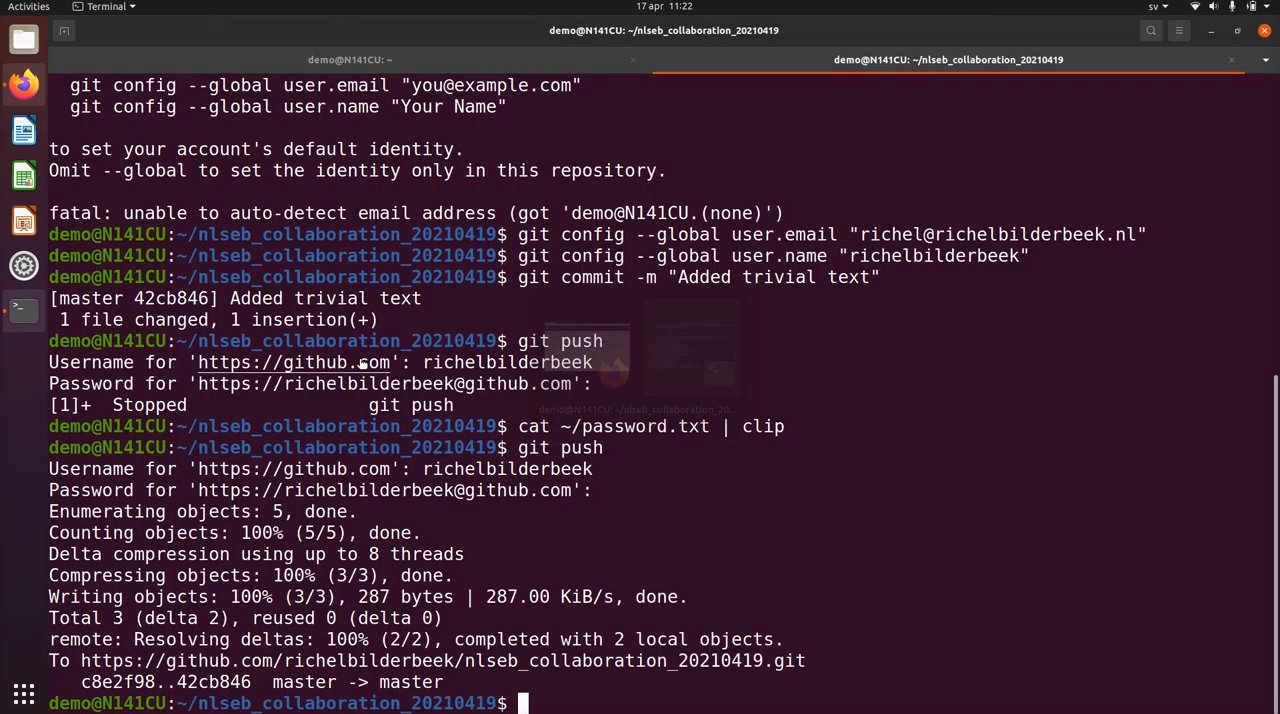 Activities
Terminal
17 apr 11:22
sv
demo@N141CU: ~/nlseb_collaboration_20210419
demo@N141CU: ~
demo@N141CU: ~/nlseb_collaboration_20210419
git config --global user.email "you@example.com"
git config --global user.name "Your Name"
to set your account's default identity.
Omit --global to set the identity only in this repository.
fatal: unable to auto-detect email address (got 'demo@N141CU.(none)')
demo@N141CU:~/nlseb_collaboration_20210419$ git config --global user.email "richel@richelbilderbeek.nl"
demo@N141CU:~/nlseb_collaboration_20210419$ git config --global user.name "richelbilderbeek"
demo@N141CU:~/nlseb_collaboration_20210419$ git commit -m "Added trivial text"
[master 42cb846] Added trivial text
1 file changed, 1 insertion(+)
demo@N141CU:~/nlseb_collaboration_20210419$ git push
Username for 'https://github.com': richelbilderbeek
Password for 'https://richelbilderbeek@github.com':
[1]+  Stopped                 git push
demo@N141CU:~/nlseb_collaboration_20210419$ cat ~/password.txt | clip
demo@N141CU:~/nlseb_collaboration_20210419$ git push
Username for 'https://github.com': richelbilderbeek
Password for 'https://richelbilderbeek@github.com':
Enumerating objects: 5, done.
Counting objects: 100% (5/5), done.
Delta compression using up to 8 threads
Compressing objects: 100% (3/3), done.
Writing objects: 100% (3/3), 287 bytes | 287.00 KiB/s, done.
Total 3 (delta 2), reused 0 (delta 0)
remote: Resolving deltas: 100% (2/2), completed with 2 local objects.
To https://github.com/richelbilderbeek/nlseb_collaboration_20210419.git
c8e2f98..42cb846  master -> master
demo@N141CU:~/nlseb_collaboration_20210419$
demo@N141CU: ~/nlseb_collaboration_20...